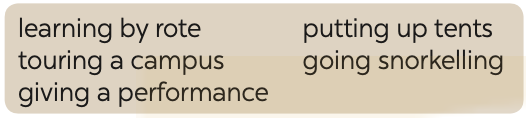 learning by rote
touring a campus
giving a performance
putting up tents
going snorkelling